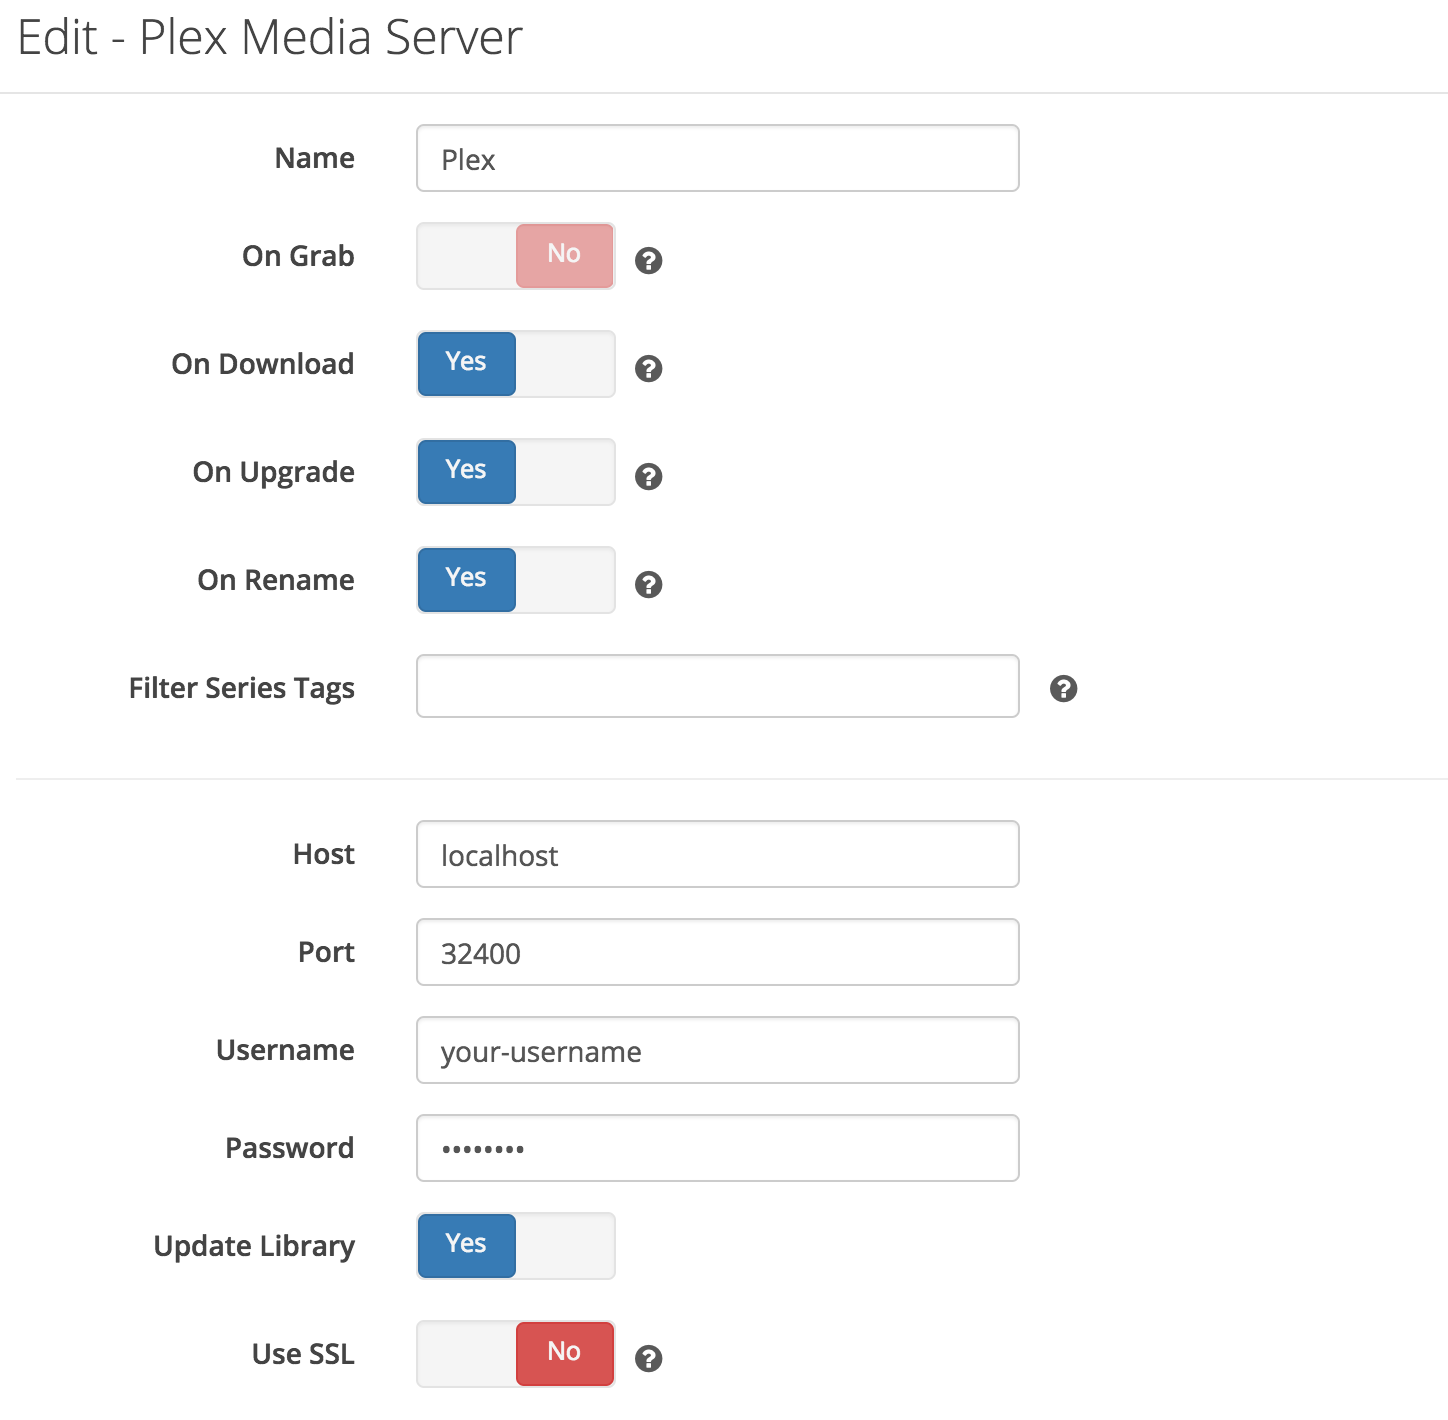 Edit - Plex Media Server
Name Plex
On Grab No ?
On Download Yes ?
On Upgrade Yes ?
On Rename Yes ?
Filter Series Tags ?
Host localhost
Port 32400
Username your-username
Password ••••••••
Update Library Yes
Use SSL No ?